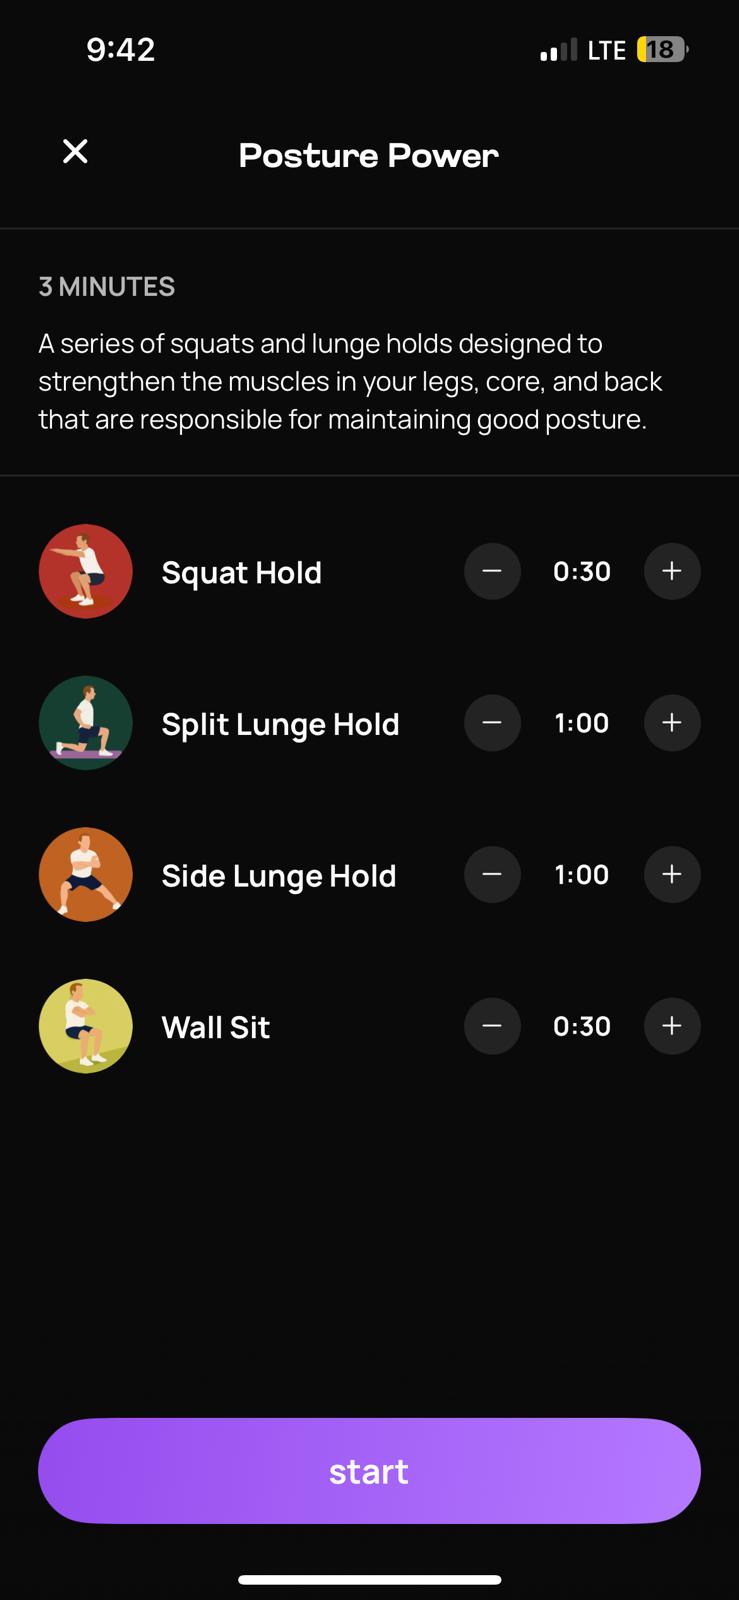 9:42 LTE 18
Posture Power
3 MINUTES
A series of squats and lunge holds designed to
strengthen the muscles in your legs, core, and back
that are responsible for maintaining good posture.
Squat Hold − 0:30 +
Split Lunge Hold − 1:00 +
Side Lunge Hold − 1:00 +
Wall Sit − 0:30 +
start